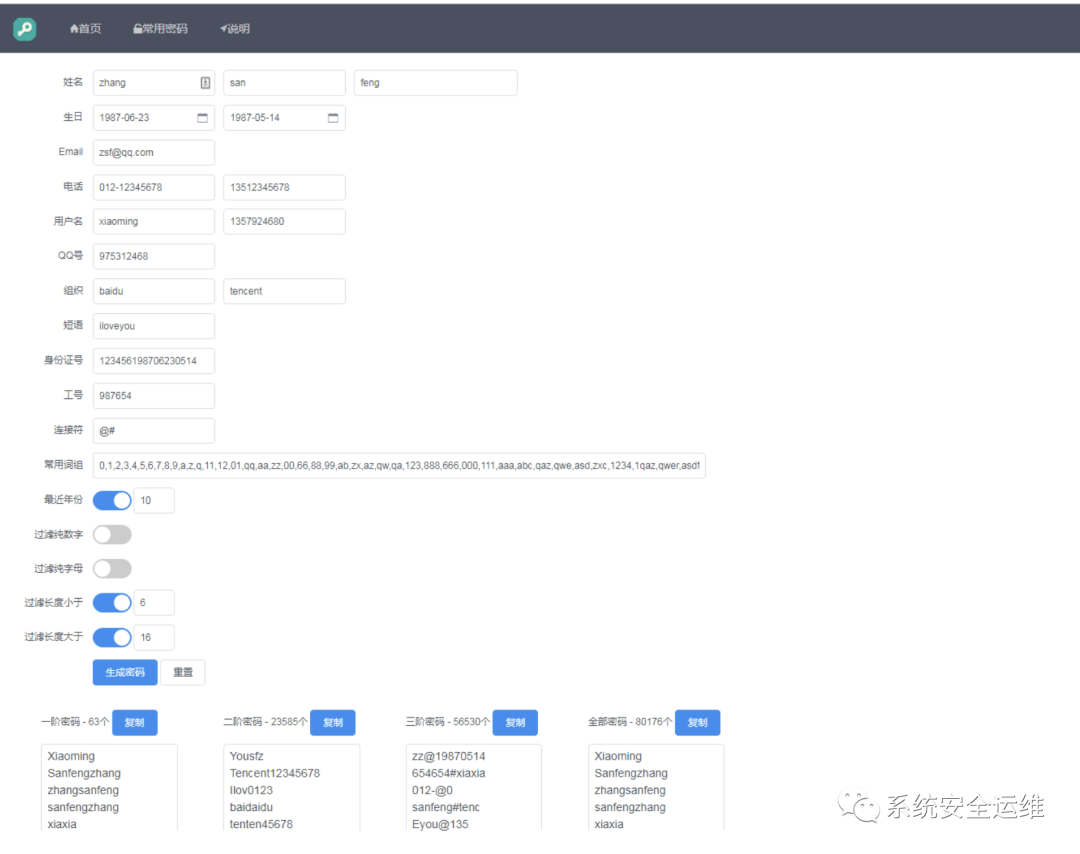 首页 常用密码 说明
姓名 zhang san feng
生日 1987-06-23 1987-05-14
Email zsf@qq.com
电话 012-12345678 13512345678
用户名 xiaoming 1357924680
QQ号 975312468
组织 baidu tencent
短语 iloveyou
身份证号 123456198706230514
工号 987654
连接符 @#
常用词组 0,1,2,3,4,5,6,7,8,9,a,z,q,11,12,01,qq,aa,zz,00,66,88,99,ab,zx,az,qw,qa,123,888,666,000,111,aaa,abc,qaz,qwe,asd,zxc,1234,1qaz,qwer,asdf
最近年份 10
过滤纯数字
过滤纯字母
过滤长度小于 6
过滤长度大于 16
生成密码 重置
一阶密码 - 63个 复制 二阶密码 - 23585个 复制 三阶密码 - 56530个 复制 全部密码 - 80176个 复制
Xiaoming Yousfz zz@19870514 Xiaoming
Sanfengzhang Tencent12345678 654654#xiaxia Sanfengzhang
zhangsanfeng Ilov0123 012-@0 zhangsanfeng
sanfengzhang baidaidu sanfeng#tenc sanfengzhang
xiaxia tenten45678 Eyou@135 xiaxia
系统安全运维